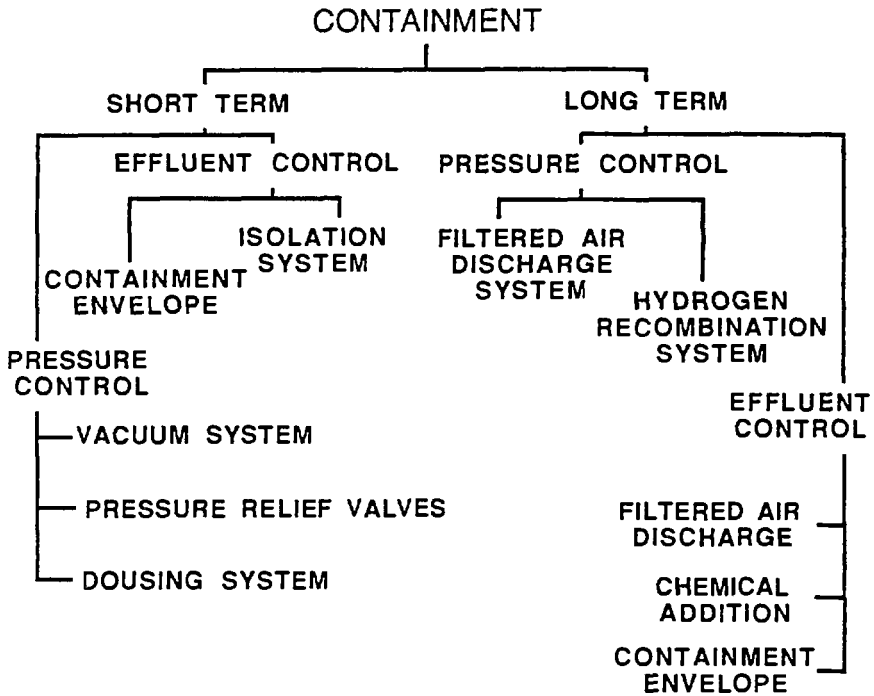 CONTAINMENT
SHORT TERM
LONG TERM
EFFLUENT CONTROL
PRESSURE CONTROL
ISOLATION
SYSTEM
CONTAINMENT
ENVELOPE
FILTERED AIR
DISCHARGE
SYSTEM
HYDROGEN
RECOMBINATION
SYSTEM
PRESSURE
CONTROL
VACUUM SYSTEM
PRESSURE RELIEF VALVES
DOUSING SYSTEM
EFFLUENT
CONTROL
FILTERED AIR
DISCHARGE
CHEMICAL
ADDITION
CONTAINMENT
ENVELOPE